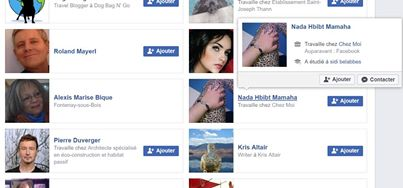 Travel Blogger à Dog Bag N' Go
Ajouter
Travaille chez Etablissement Saint-
Joseph Thann
Nada Hbibt Mamaha
Travaille chez Chez Moi
Auparavant : Facebook
A étudié à sidi belabbes
Ajouter
Contacter
Roland Mayerl
Ajouter
Alexis Marise Bique
Fontenay-sous-Bois
Ajouter
Nada Hbibt Mamaha
Travaille chez Chez Moi
Ajouter
Pierre Duverger
Travaille chez Architecte spécialisé
en éco-construction et habitat
passif
Ajouter
Kris Altair
Writer à Kris Altair
Ajouter